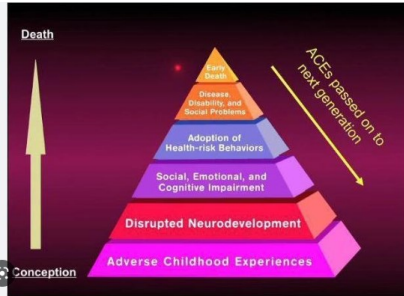 Death
Early
Death
Disease,
Disability, and
Social Problems
Adoption of
Health-risk Behaviors
Social, Emotional, and
Cognitive Impairment
Disrupted Neurodevelopment
Adverse Childhood Experiences
Conception
ACEs passed on to
next generation